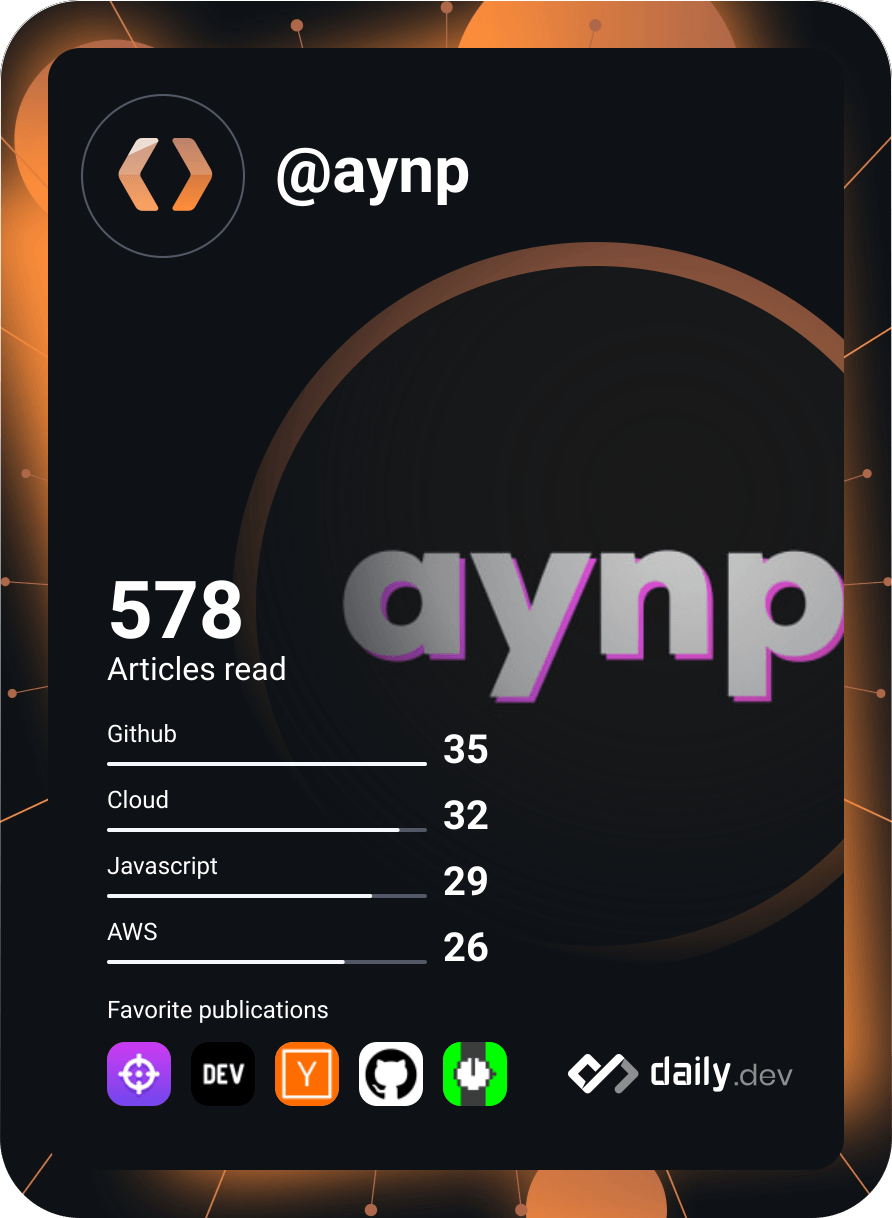 @aynp
aynp
578
Articles read
Github
35
Cloud
32
Javascript
29
AWS
26
Favorite publications
DEV
Y
daily.dev